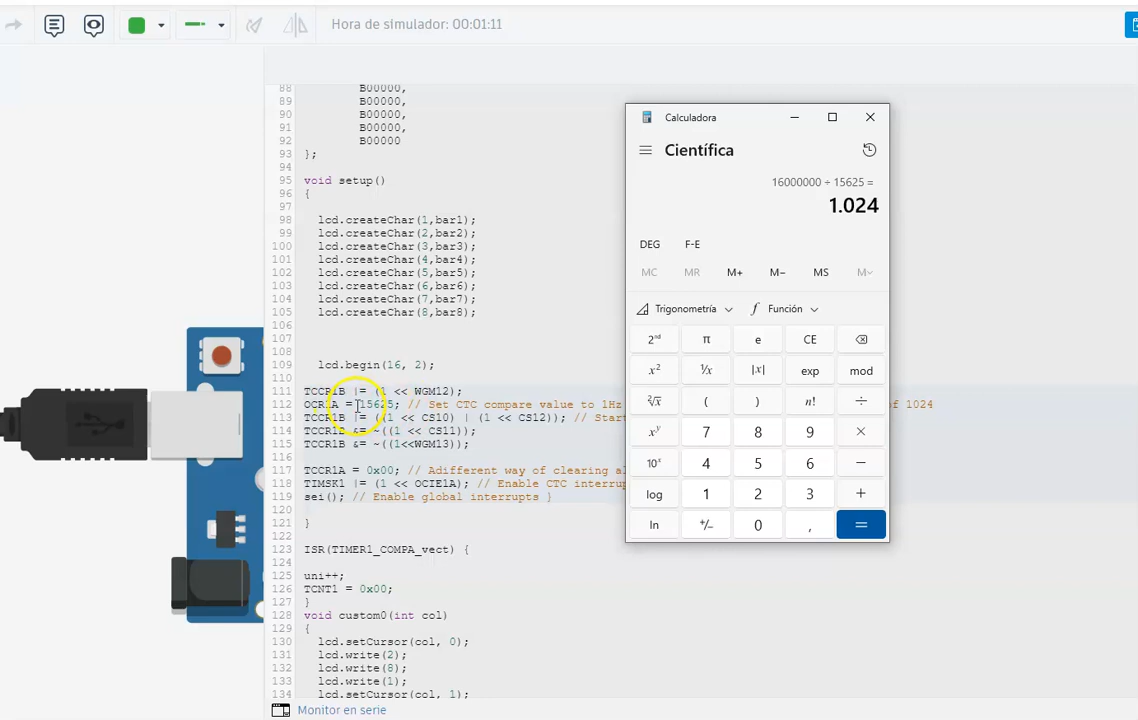 Hora de simulador: 00:01:11
88 B00000,
89 B00000,
90 B00000,
91 B00000,
92 B00000
93 };
94
95 void setup()
96 {
97
98 lcd.createChar(1,bar1);
99 lcd.createChar(2,bar2);
100 lcd.createChar(3,bar3);
101 lcd.createChar(4,bar4);
102 lcd.createChar(5,bar5);
103 lcd.createChar(6,bar6);
104 lcd.createChar(7,bar7);
105 lcd.createChar(8,bar8);
106
107
108
109 lcd.begin(16, 2);
110
111 TCCR1B |= (1 << WGM12);
112 OCR1A = 15625; // Set CTC compare value to 1Hz of 1024
113 TCCR1B |= ((1 << CS10) | (1 << CS12)); // Star
114 TCCR1B &= ~((1 << CS11));
115 TCCR1B &= ~((1<<WGM13));
116
117 TCCR1A = 0x00; // Adifferent way of clearing al
118 TIMSK1 |= (1 << OCIE1A); // Enable CTC interrup
119 sei(); // Enable global interrupts }
120
121 }
122
123 ISR(TIMER1_COMPA_vect) {
124
125 uni++;
126 TCNT1 = 0x00;
127 }
128 void custom0(int col)
129 {
130 lcd.setCursor(col, 0);
131 lcd.write(2);
132 lcd.write(8);
133 lcd.write(1);
134 lcd.setCursor(col, 1);
Monitor en serie
Calculadora
Científica
16000000 ÷ 15625 =
1.024
DEG F-E
MC MR M+ M− MS M
Trigonometría f Función
2ⁿᵈ π e CE
x² ¹/x |x| exp mod
²√x ( ) n! ÷
xʸ 7 8 9 ×
10ˣ 4 5 6 −
log 1 2 3 +
ln +/− 0 , =